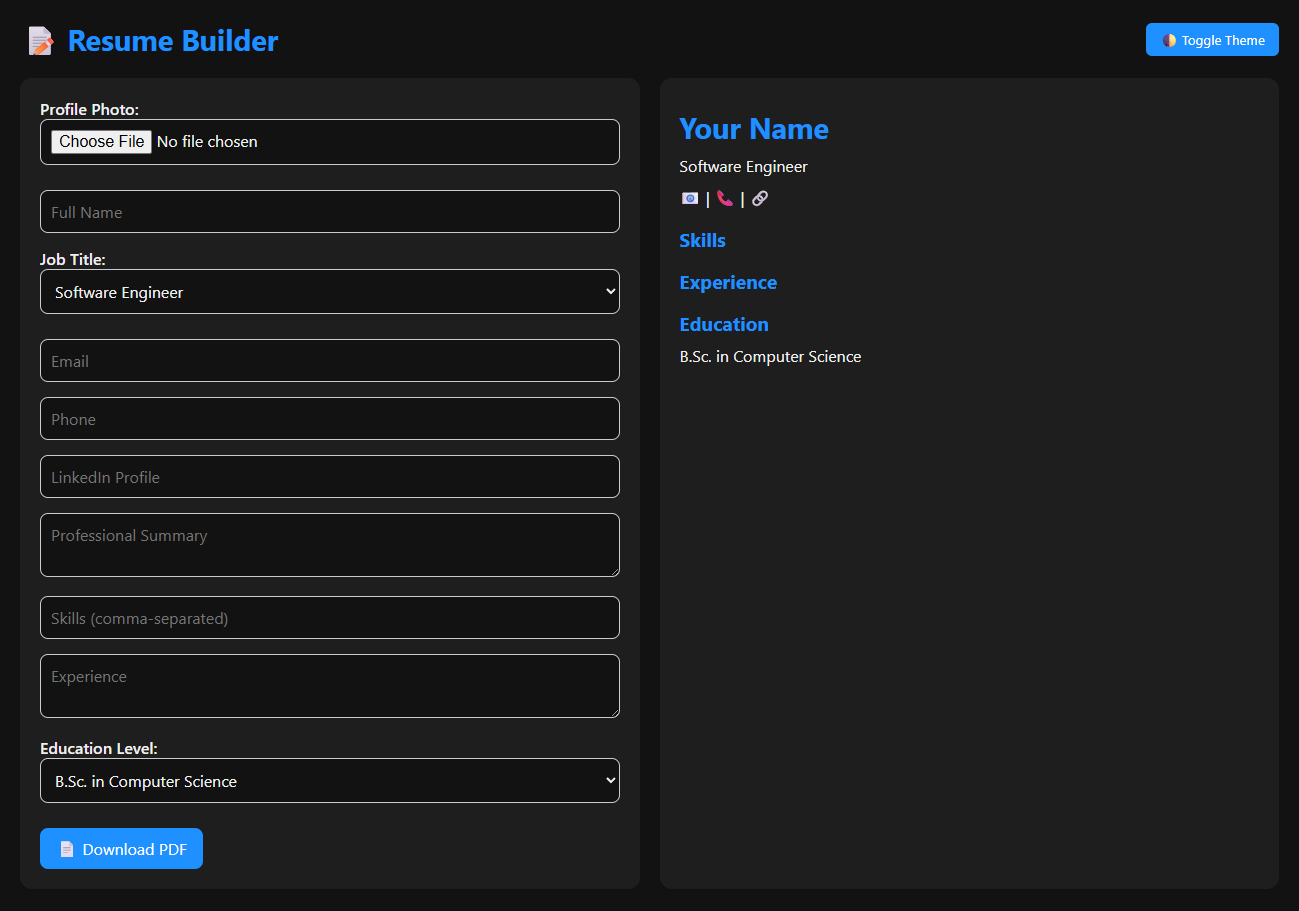 📝 Resume Builder
🌓 Toggle Theme
Profile Photo:
Choose File No file chosen
Full Name
Job Title:
Software Engineer
Email
Phone
LinkedIn Profile
Professional Summary
Skills (comma-separated)
Experience
Education Level:
B.Sc. in Computer Science
📄 Download PDF
Your Name
Software Engineer
📧 | 📞 | 🔗
Skills
Experience
Education
B.Sc. in Computer Science